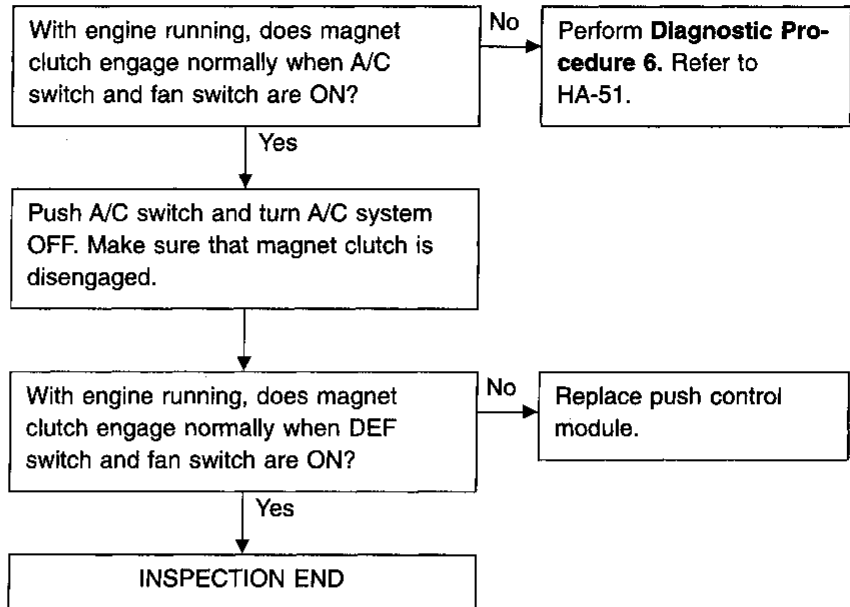 With engine running, does magnet
clutch engage normally when A/C
switch and fan switch are ON?
No
Perform Diagnostic Pro-
cedure 6. Refer to
HA-51.
Yes
Push A/C switch and turn A/C system
OFF. Make sure that magnet clutch is
disengaged.
With engine running, does magnet
clutch engage normally when DEF
switch and fan switch are ON?
No
Replace push control
module.
Yes
INSPECTION END